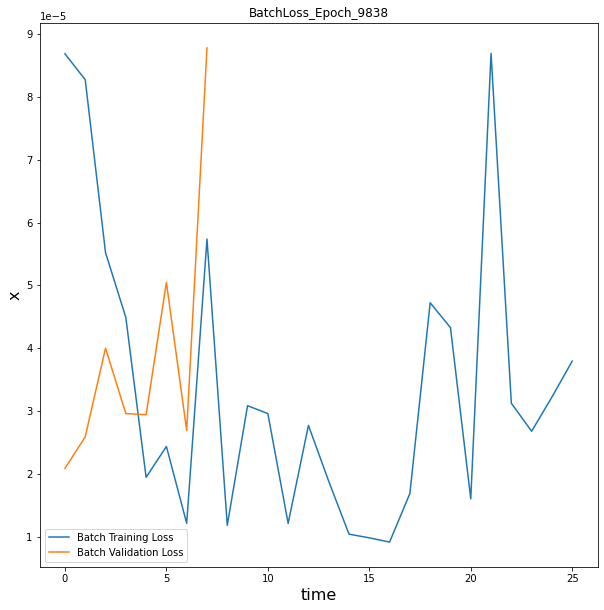 BatchLoss_Epoch_9838
1e−5
9
8
7
6
5
4
3
2
1
x
0 5 10 15 20 25
time
Batch Training Loss
Batch Validation Loss